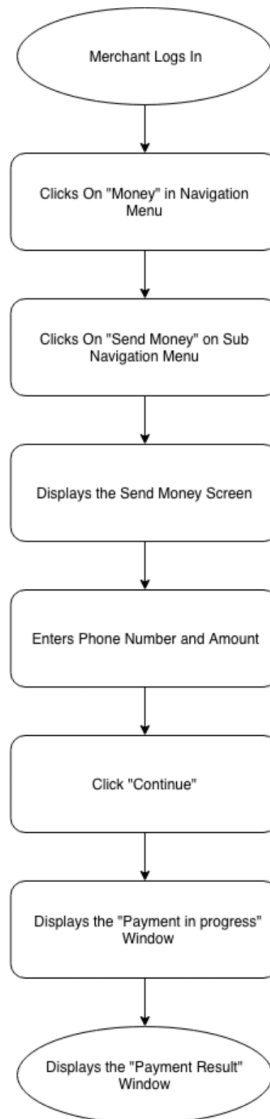 Merchant Logs In
Clicks On "Money" in Navigation
Menu
Clicks On "Send Money" on Sub
Navigation Menu
Displays the Send Money Screen
Enters Phone Number and Amount
Click "Continue"
Displays the "Payment in progress"
Window
Displays the "Payment Result"
Window